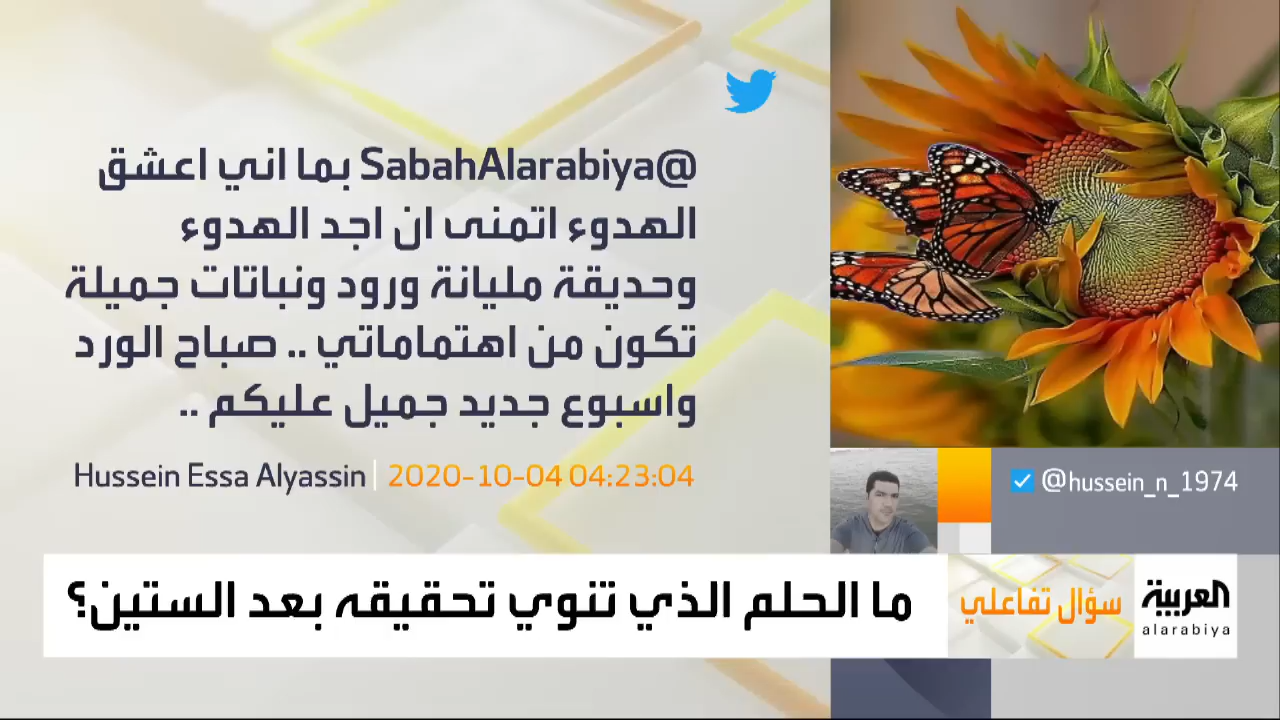 @SabahAlarabiya بما اني اعشق
الهدوء اتمنى ان اجد الهدوء
وحديقة مليانة ورود ونباتات جميلة
تكون من اهتماماتي .. صباح الورد
واسبوع جديد جميل عليكم ..
Hussein Essa Alyassin | 2020-10-04 04:23:04
@hussein_n_1974
ما الحلم الذي تنوي تحقيقه بعد الستين؟
سؤال تفاعلي
العربية
alarabiya